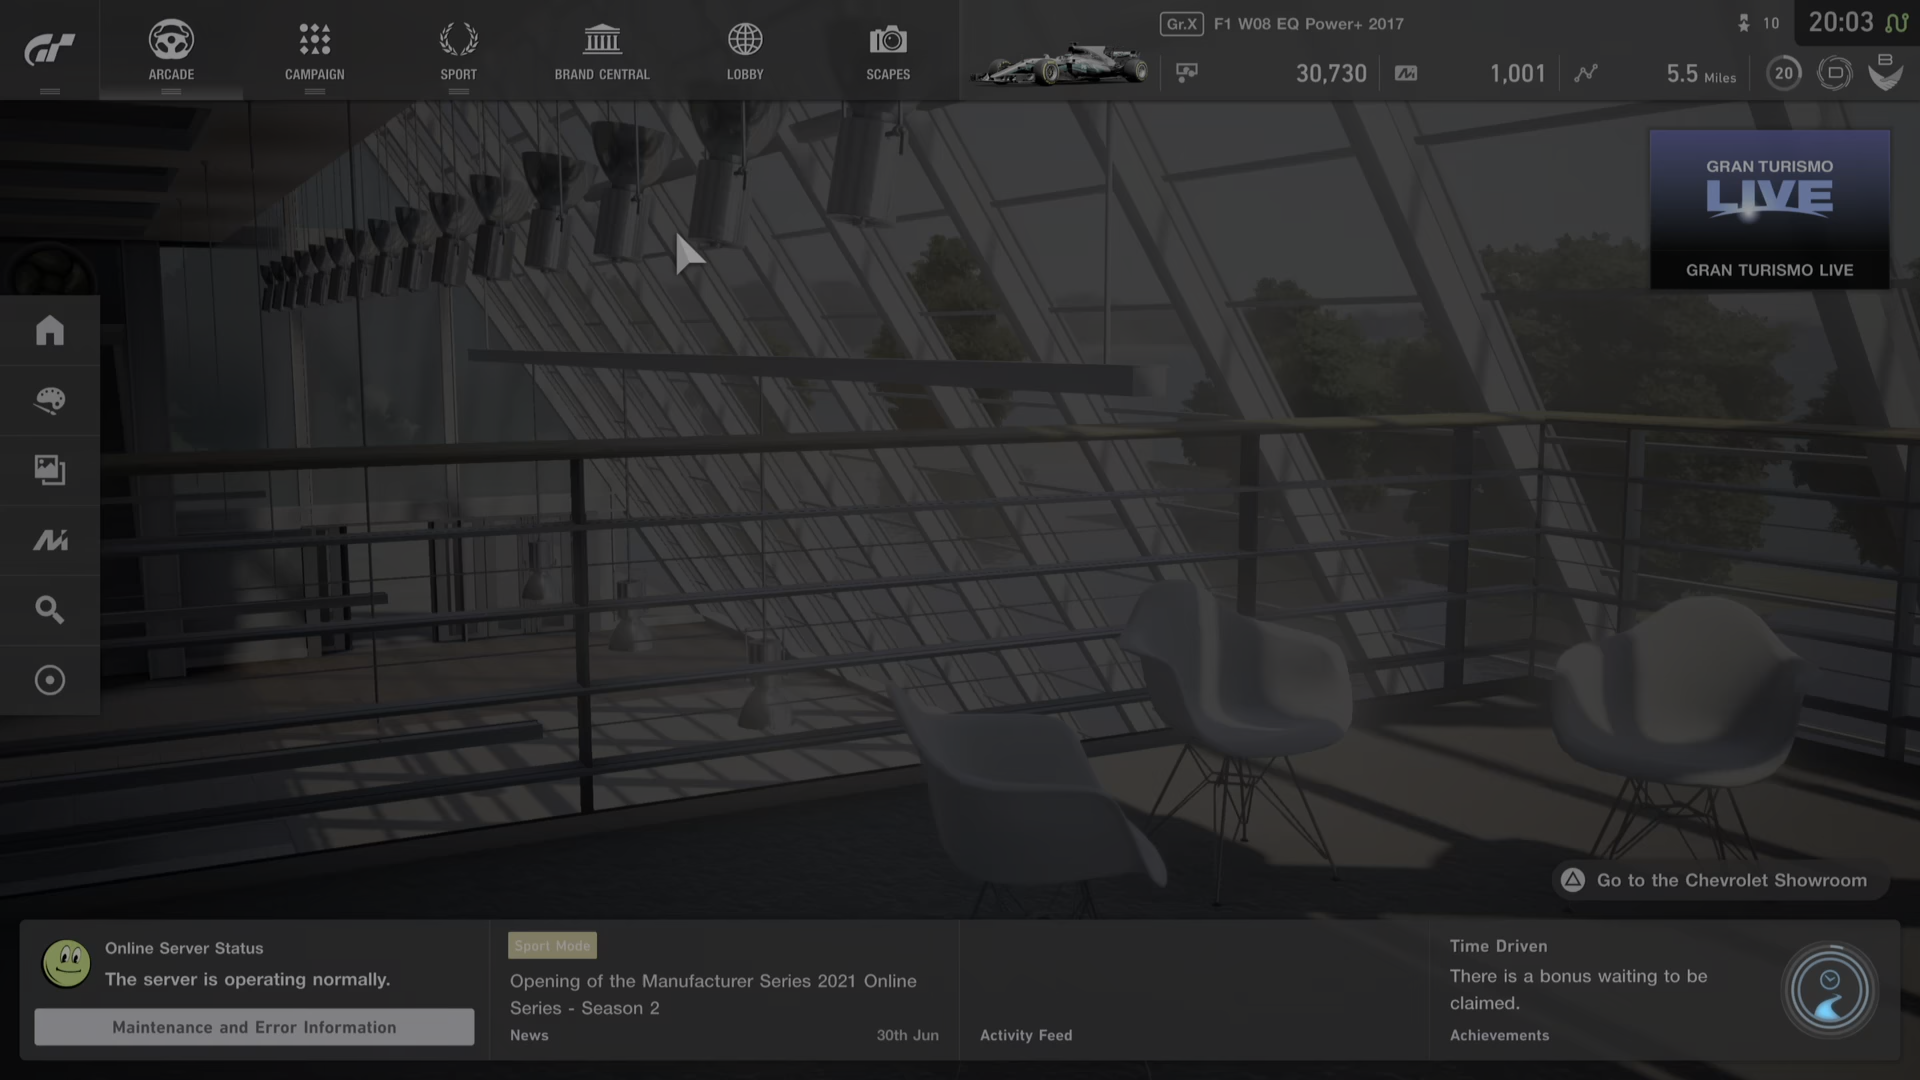 ARCADE
CAMPAIGN
SPORT
BRAND CENTRAL
LOBBY
SCAPES
Gr.X F1 W08 EQ Power+ 2017
10
20:03
30,730
1,001
5.5 Miles
20
B
GRAN TURISMO
LIVE
GRAN TURISMO LIVE
Go to the Chevrolet Showroom
Online Server Status
The server is operating normally.
Maintenance and Error Information
Sport Mode
Opening of the Manufacturer Series 2021 Online
Series - Season 2
News 30th Jun
Activity Feed
Time Driven
There is a bonus waiting to be
claimed.
Achievements